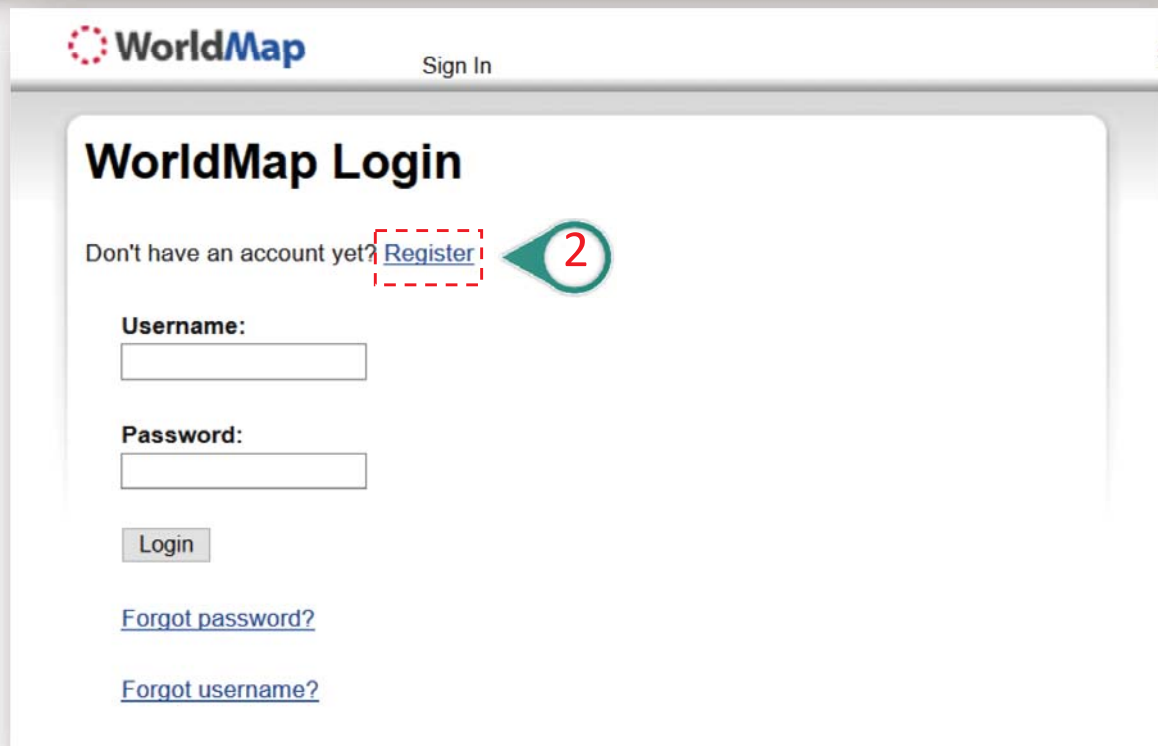 WorldMap
Sign In
WorldMap Login
Don't have an account yet? Register
2
Username:
Password:
Login
Forgot password?
Forgot username?